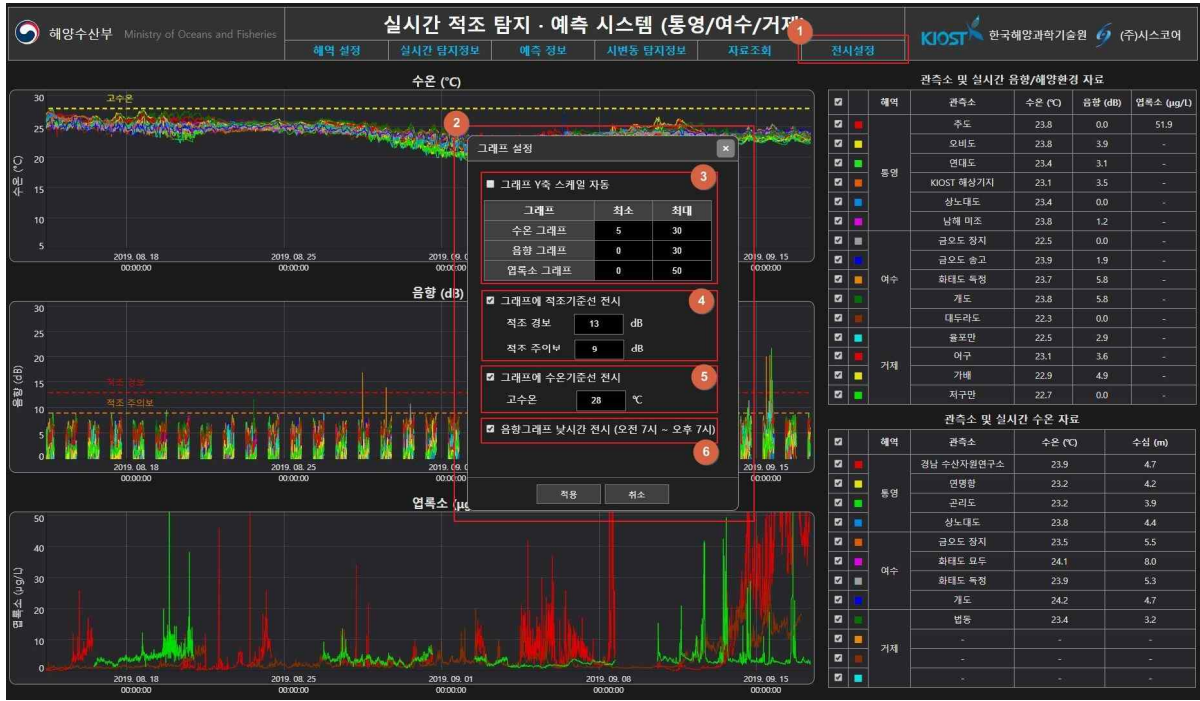 해양수산부 Ministry of Oceans and Fisheries
실시간 적조 탐지 · 예측 시스템 (통영/여수/거제)
1
해역 설정 실시간 탐지정보 예측 정보 시변동 탐지정보 자료조회 전시설정
KIOST 한국해양과학기술원 (주)시스코어
수온 (℃)
30
고수온
25
20
15
10
5
수온 (℃)
2019. 08. 18 2019. 08. 25 2019. 09. 0 2019. 09. 15
00:00:00 00:00:00 00:00:00 00:00:00
음향 (dB)
30
25
20
15
10
5
0
음향 (dB)
적조 경보
적조 주의보
2019. 08. 18 2019. 08. 25 2019. 09. 0 2019. 09. 15
00:00:00 00:00:00 00:00:00 00:00:00
엽록소 (μg
50
40
30
20
10
0
엽록소 (μg/L)
2019. 08. 18 2019. 08. 25 2019. 09. 01 2019. 09. 08 2019. 09. 15
00:00:00 00:00:00 00:00:00 00:00:00 00:00:00
2
그래프 설정 ×
3
그래프 Y축 스케일 자동
그래프 최소 최대
수온 그래프 5 30
음향 그래프 0 30
엽록소 그래프 0 50
그래프에 적조기준선 전시 4
적조 경보 13 dB
적조 주의보 9 dB
그래프에 수온기준선 전시 5
고수온 28 ℃
음향그래프 낮시간 전시 (오전 7시 ~ 오후 7시)
6
적용 취소
관측소 및 실시간 음향/해양환경 자료
해역 관측소 수온 (℃) 음향 (dB) 엽록소 (μg/L)
통영
주도 23.8 0.0 51.9
오비도 23.8 3.9 -
연대도 23.4 3.1 -
KIOST 해상기지 23.1 3.5 -
상노대도 23.4 0.0 -
남해 미조 23.8 1.2 -
여수
금오도 장지 22.5 0.0 -
금오도 송고 23.9 1.9 -
화태도 독정 23.7 5.8 -
개도 23.8 5.8 -
대두라도 22.3 0.0 -
거제
율포만 22.5 2.9 -
어구 23.1 3.6 -
가배 22.9 4.9 -
저구만 22.7 0.0 -
관측소 및 실시간 수온 자료
해역 관측소 수온 (℃) 수심 (m)
통영
경남 수산자원연구소 23.9 4.7
연명항 23.2 4.2
곤리도 23.2 3.9
상노대도 23.8 4.4
여수
금오도 장지 23.5 5.5
화태도 묘두 24.1 8.0
화태도 독정 23.9 5.3
개도 24.2 4.7
거제
법동 23.4 3.2
- - -
- - -
- - -